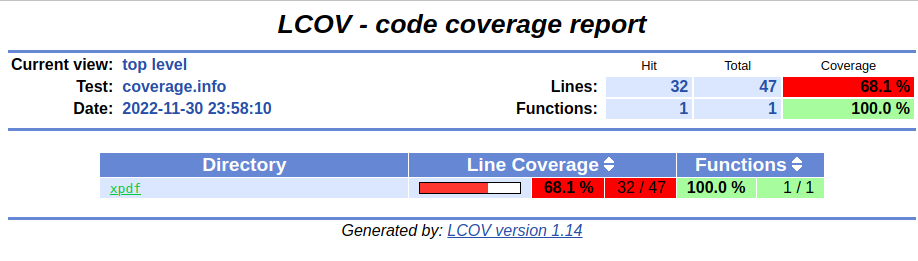 LCOV - code coverage report
Current view: top level
Hit Total Coverage
Test: coverage.info Lines: 32 47 68.1 %
Date: 2022-11-30 23:58:10 Functions: 1 1 100.0 %
Directory Line Coverage Functions
xpdf 68.1 % 32 / 47 100.0 % 1 / 1
Generated by: LCOV version 1.14